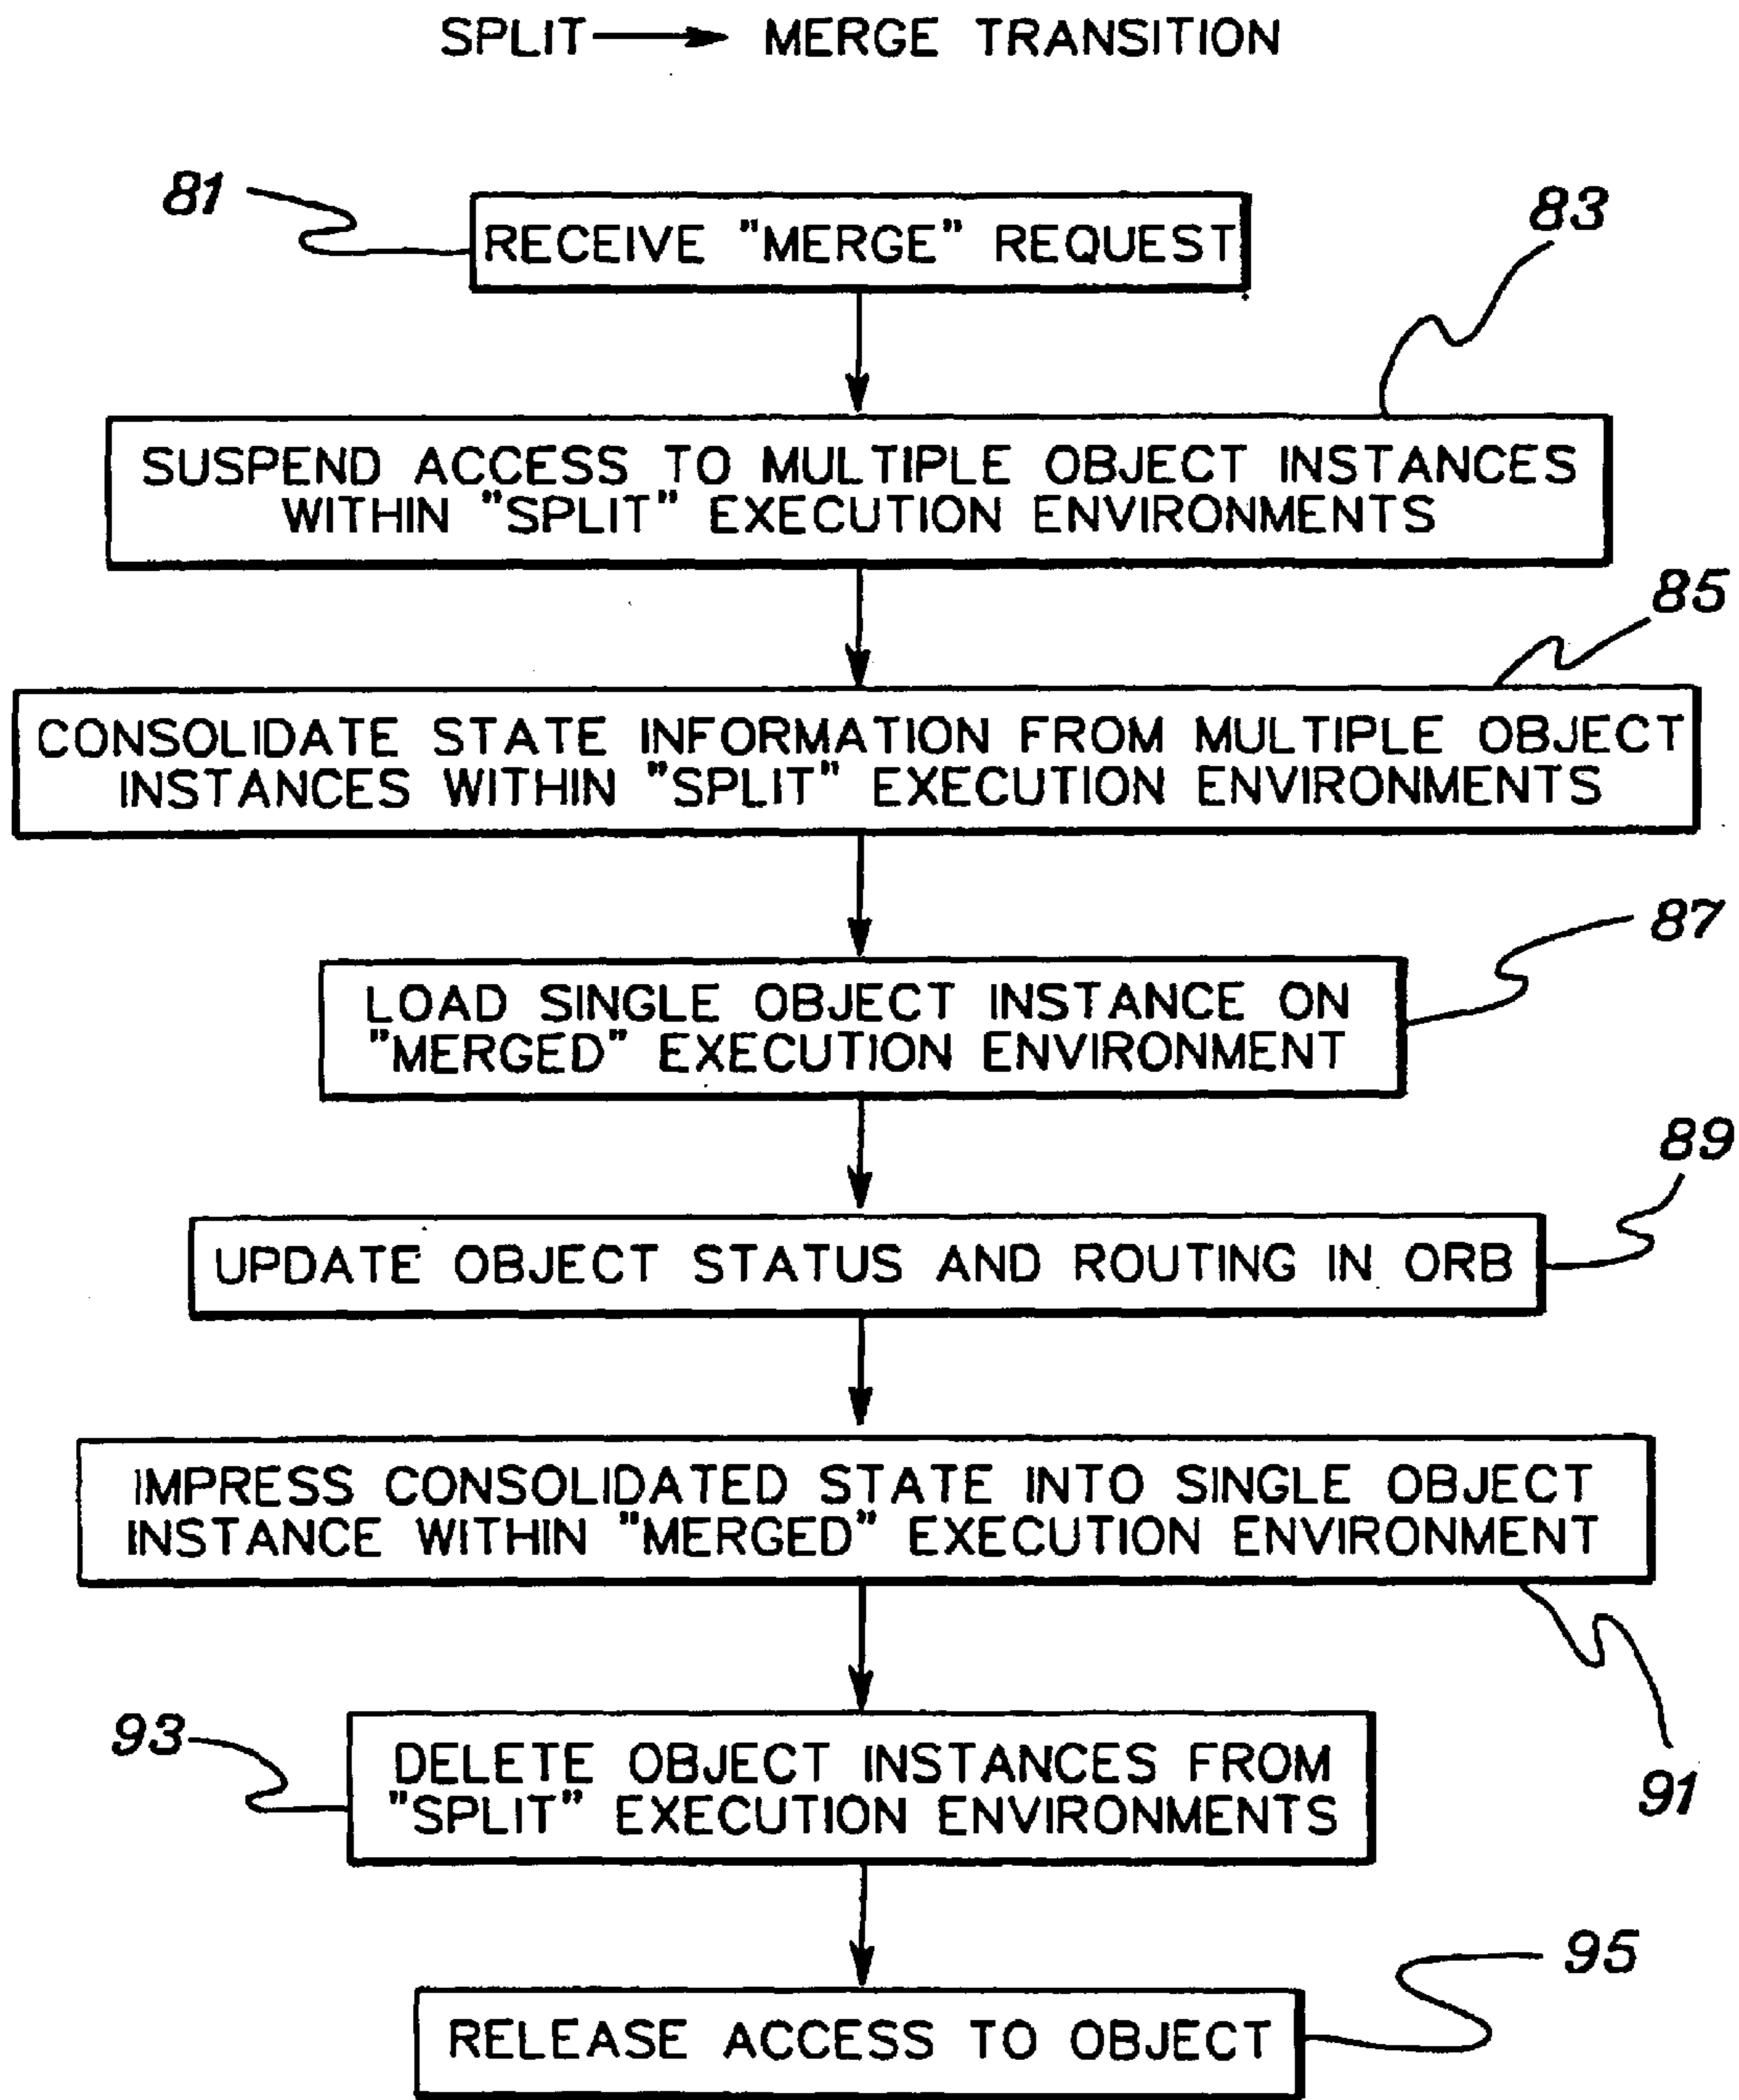 SPLIT → MERGE TRANSITION
81
RECEIVE "MERGE" REQUEST
83
SUSPEND ACCESS TO MULTIPLE OBJECT INSTANCES
WITHIN "SPLIT" EXECUTION ENVIRONMENTS
85
CONSOLIDATE STATE INFORMATION FROM MULTIPLE OBJECT
INSTANCES WITHIN "SPLIT" EXECUTION ENVIRONMENTS
87
LOAD SINGLE OBJECT INSTANCE ON
"MERGED" EXECUTION ENVIRONMENT
89
UPDATE OBJECT STATUS AND ROUTING IN ORB
IMPRESS CONSOLIDATED STATE INTO SINGLE OBJECT
INSTANCE WITHIN "MERGED" EXECUTION ENVIRONMENT
91
93
DELETE OBJECT INSTANCES FROM
"SPLIT" EXECUTION ENVIRONMENTS
95
RELEASE ACCESS TO OBJECT